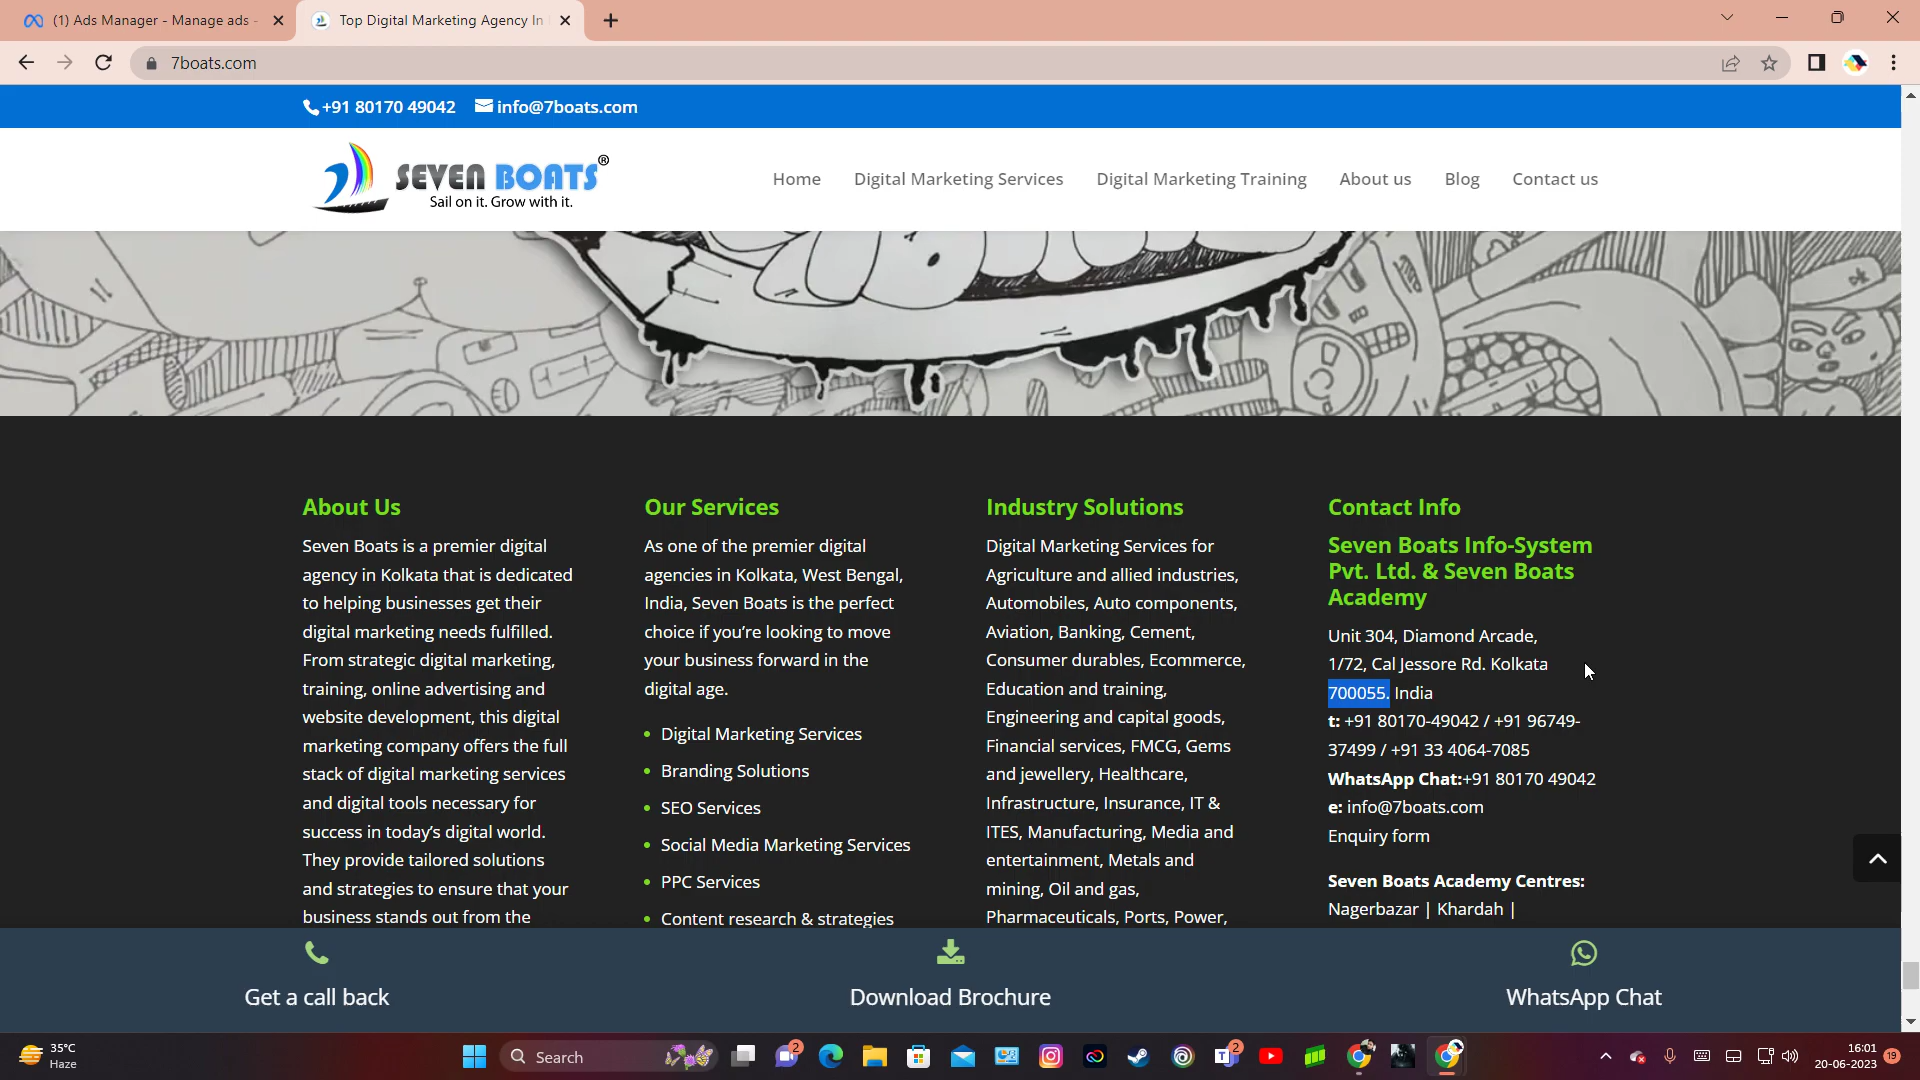 (1) Ads Manager - Manage ads -
Top Digital Marketing Agency In
7boats.com
+91 80170 49042 info@7boats.com
SEVEN BOATS®
Sail on it. Grow with it.
Home Digital Marketing Services Digital Marketing Training About us Blog Contact us
About Us
Seven Boats is a premier digital
agency in Kolkata that is dedicated
to helping businesses get their
digital marketing needs fulfilled.
From strategic digital marketing,
training, online advertising and
website development, this digital
marketing company offers the full
stack of digital marketing services
and digital tools necessary for
success in today's digital world.
They provide tailored solutions
and strategies to ensure that your
business stands out from the
Our Services
As one of the premier digital
agencies in Kolkata, West Bengal,
India, Seven Boats is the perfect
choice if you're looking to move
your business forward in the
digital age.
Digital Marketing Services
Branding Solutions
SEO Services
Social Media Marketing Services
PPC Services
Content research & strategies
Industry Solutions
Digital Marketing Services for
Agriculture and allied industries,
Automobiles, Auto components,
Aviation, Banking, Cement,
Consumer durables, Ecommerce,
Education and training,
Engineering and capital goods,
Financial services, FMCG, Gems
and jewellery, Healthcare,
Infrastructure, Insurance, IT &
ITES, Manufacturing, Media and
entertainment, Metals and
mining, Oil and gas,
Pharmaceuticals, Ports, Power,
Contact Info
Seven Boats Info-System
Pvt. Ltd. & Seven Boats
Academy
Unit 304, Diamond Arcade,
1/72, Cal Jessore Rd. Kolkata
700055. India
t: +91 80170-49042 / +91 96749-
37499 / +91 33 4064-7085
WhatsApp Chat:+91 80170 49042
e: info@7boats.com
Enquiry form
Seven Boats Academy Centres:
Nagerbazar | Khardah |
Get a call back
Download Brochure
WhatsApp Chat
35°C
Haze
Search
2
2
16:01
20-06-2023
19